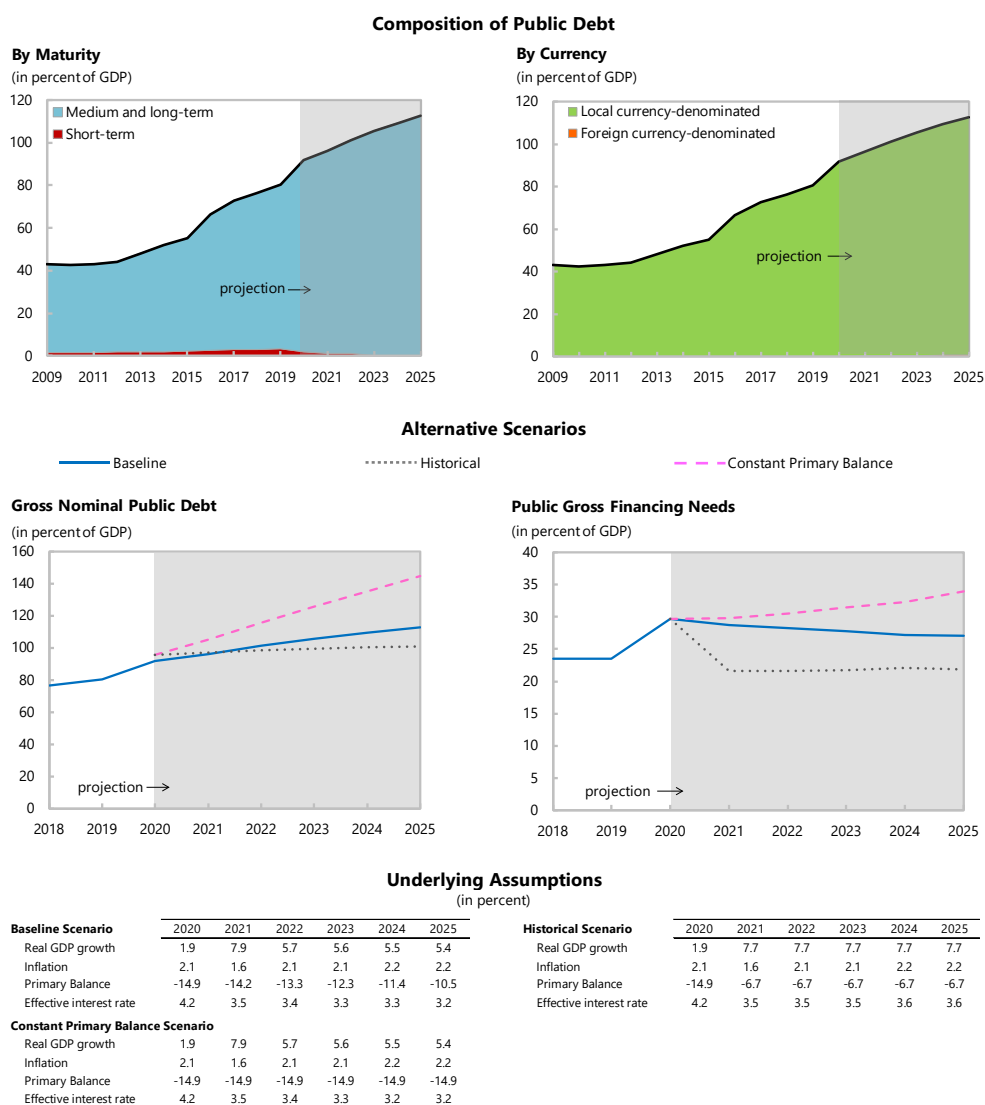 Composition of Public Debt
By Maturity
(in percent of GDP)
120
100
80
60
40
20
0
Medium and long-term
Short-term
projection
2009 2011 2013 2015 2017 2019 2021 2023 2025
By Currency
(in percent of GDP)
120
100
80
60
40
20
0
Local currency-denominated
Foreign currency-denominated
projection
2009 2011 2013 2015 2017 2019 2021 2023 2025
Alternative Scenarios
Baseline Historical Constant Primary Balance
Gross Nominal Public Debt
(in percent of GDP)
160
140
120
100
80
60
40
20
0
projection
2018 2019 2020 2021 2022 2023 2024 2025
Public Gross Financing Needs
(in percent of GDP)
40
35
30
25
20
15
10
5
0
projection
2018 2019 2020 2021 2022 2023 2024 2025
Underlying Assumptions
(in percent)
Baseline Scenario 2020 2021 2022 2023 2024 2025
Real GDP growth 1.9 7.9 5.7 5.6 5.5 5.4
Inflation 2.1 1.6 2.1 2.1 2.2 2.2
Primary Balance -14.9 -14.2 -13.3 -12.3 -11.4 -10.5
Effective interest rate 4.2 3.5 3.4 3.3 3.3 3.2
Constant Primary Balance Scenario
Real GDP growth 1.9 7.9 5.7 5.6 5.5 5.4
Inflation 2.1 1.6 2.1 2.1 2.2 2.2
Primary Balance -14.9 -14.9 -14.9 -14.9 -14.9 -14.9
Effective interest rate 4.2 3.5 3.4 3.3 3.2 3.2
Historical Scenario 2020 2021 2022 2023 2024 2025
Real GDP growth 1.9 7.7 7.7 7.7 7.7 7.7
Inflation 2.1 1.6 2.1 2.1 2.2 2.2
Primary Balance -14.9 -6.7 -6.7 -6.7 -6.7 -6.7
Effective interest rate 4.2 3.5 3.5 3.5 3.6 3.6